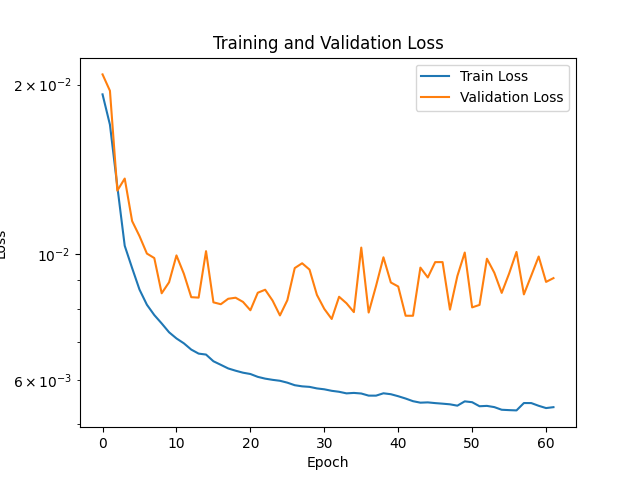 Training and Validation Loss
Train Loss
Validation Loss
2 × 10⁻²
10⁻²
6 × 10⁻³
Loss
0 10 20 30 40 50 60
Epoch